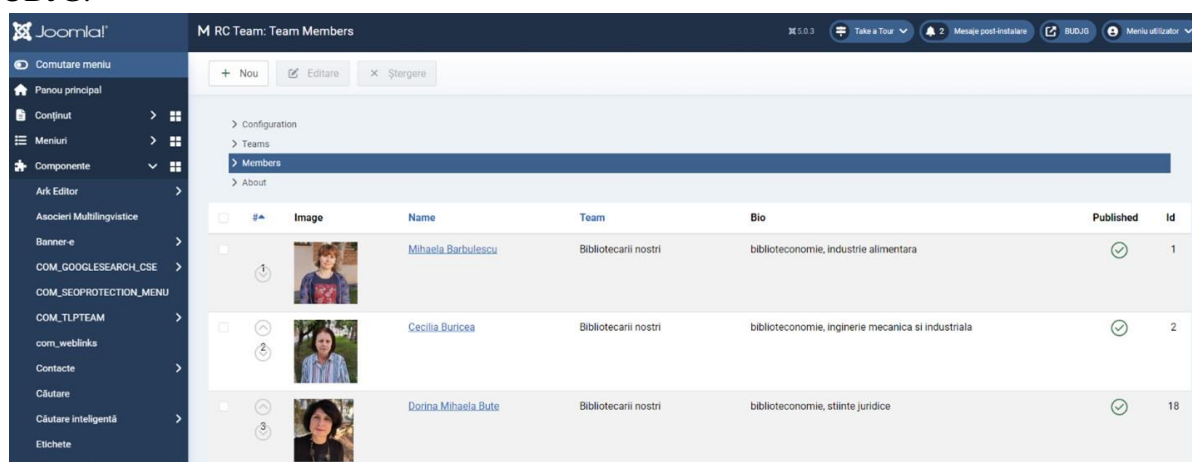 Joomla!® M RC Team: Team Members 5.0.3 Take a Tour 2 Mesaje post-instalare BUDJG Meniu utilizator
Comutare meniu
+ Nou Editare × Ștergere
Panou principal
Conținut
Meniuri
Componente
Ark Editor
Asocieri Multilingvistice
Banner-e
COM_GOOGLESEARCH_CSE
COM_SEOPROTECTION_MENU
COM_TLPTEAM
com_weblinks
Contacte
Căutare
Căutare inteligentă
Etichete
Configuration
Teams
Members
About
# Image Name Team Bio Published Id
1 Mihaela Barbulescu Bibliotecarii nostri biblioteconomie, industrie alimentara 1
2 Cecilia Buricea Bibliotecarii nostri biblioteconomie, inginerie mecanica si industriala 2
3 Dorina Mihaela Bute Bibliotecarii nostri biblioteconomie, stiinte juridice 18